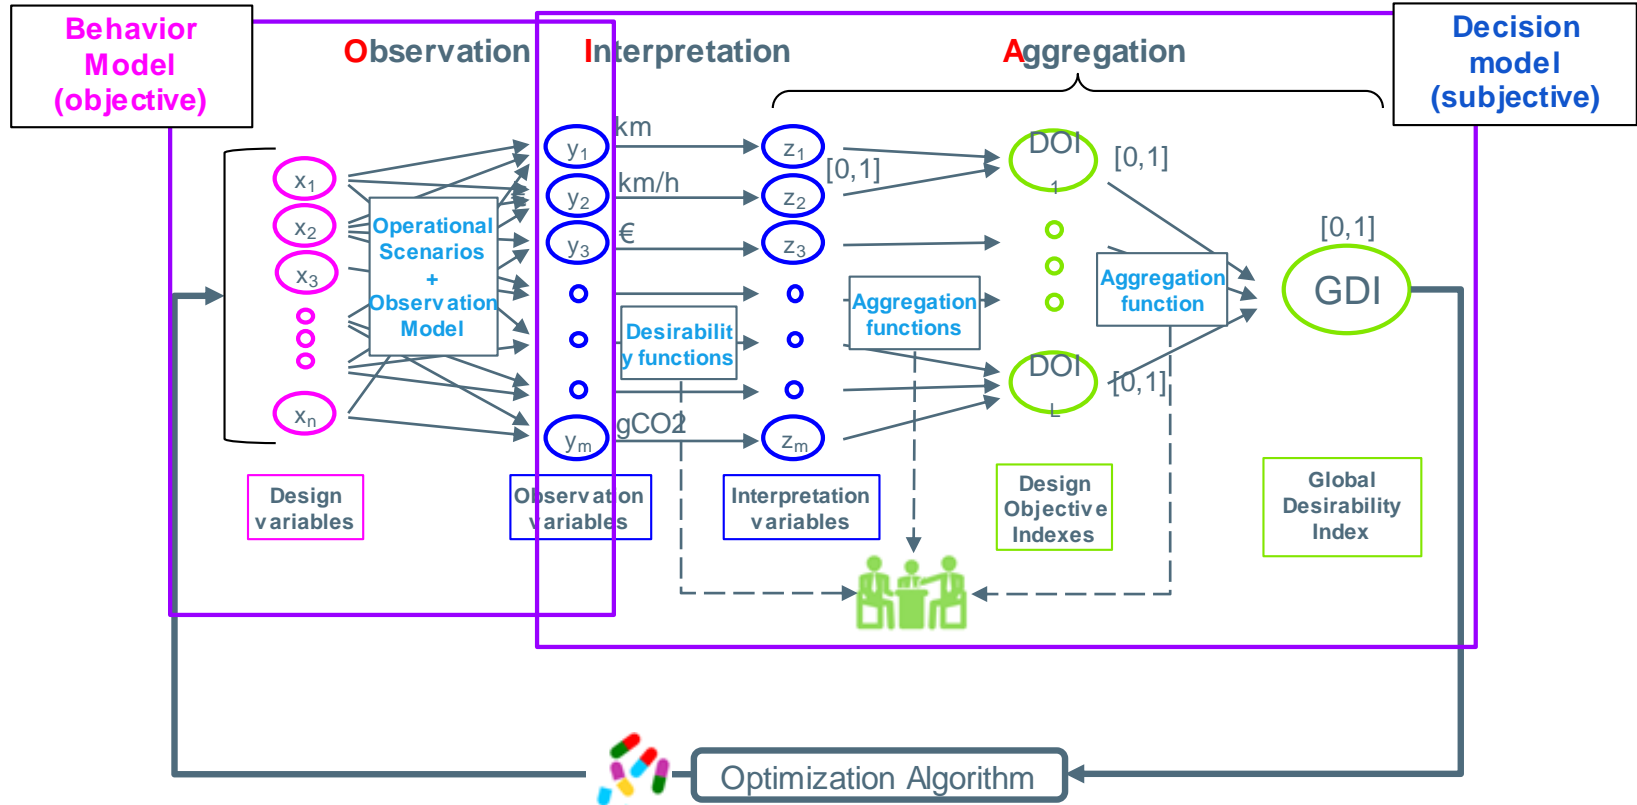 Behavior
Model
(objective)
Observation
Interpretation
Aggregation
Decision
model
(subjective)
x1
x2
x3
xn
Operational
Scenarios
+
Observation
Model
y1
y2
y3
ym
km
km/h
€
gCO2
Desirabilit
y functions
z1
z2
z3
zm
[0,1]
Aggregation
functions
DOI
1
DOI
L
[0,1]
[0,1]
Aggregation
function
[0,1]
GDI
Design
variables
Observation
variables
Interpretation
variables
Design
Objective
Indexes
Global
Desirability
Index
Optimization Algorithm